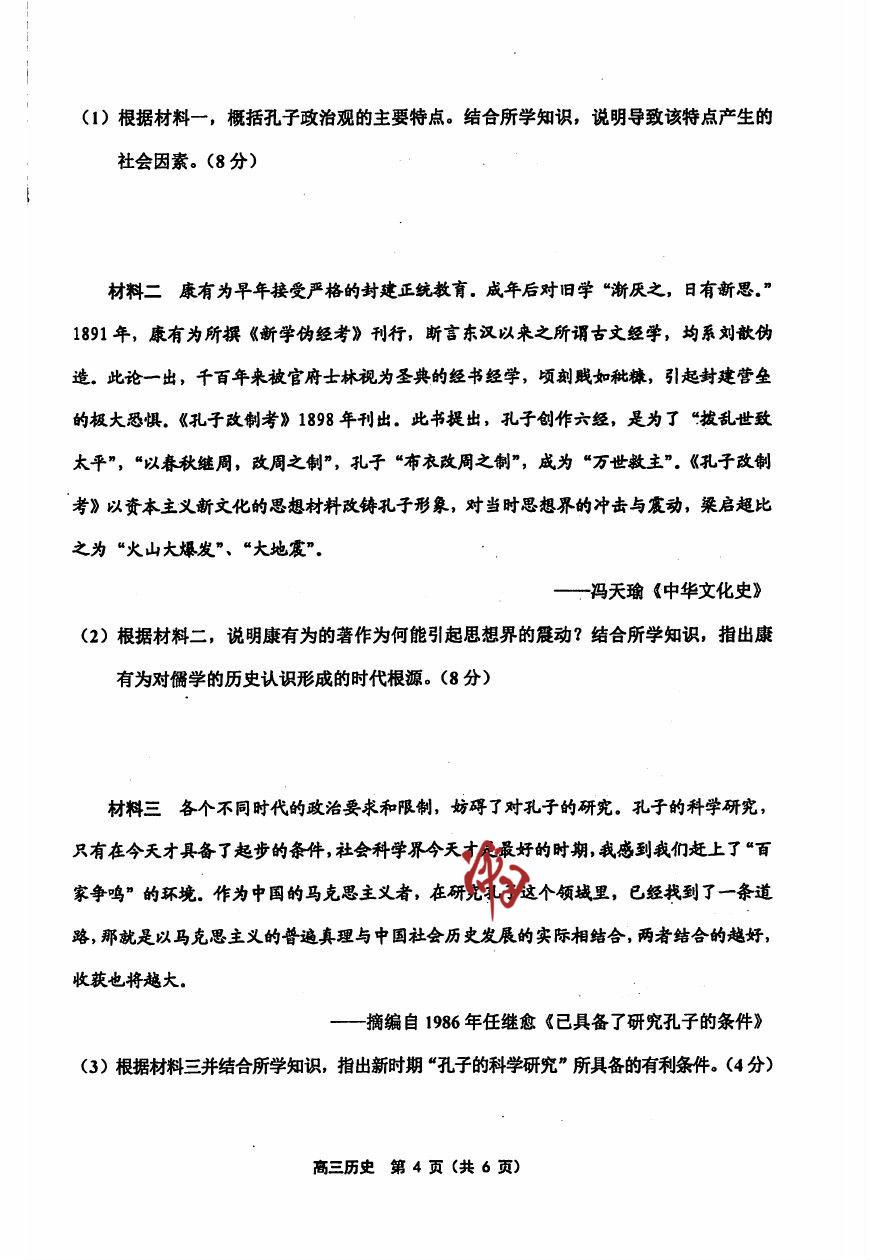 （1）根据材料一，概括孔子政治观的主要特点。结合所学知识，说明导致该特点产生的
社会因素。（8 分）
材料二　康有为早年接受严格的封建正统教育。成年后对旧学“渐厌之，日有新思。”
1891 年，康有为所撰《新学伪经考》刊行，断言东汉以来之所谓古文经学，均系刘歆伪
造。此论一出，千百年来被官府士林视为圣典的经书经学，顷刻贱如秕糠，引起封建营垒
的极大恐惧。《孔子改制考》1898 年刊出。此书提出，孔子创作六经，是为了“拨乱世致
太平”，“以春秋继周，改周之制”，孔子“布衣改周之制”，成为“万世教主”。《孔子改制
考》以资本主义新文化的思想材料改铸孔子形象，对当时思想界的冲击与震动，梁启超比
之为“火山大爆发”、“大地震”。
——冯天瑜《中华文化史》
（2）根据材料二，说明康有为的著作为何能引起思想界的震动？结合所学知识，指出康
有为对儒学的历史认识形成的时代根源。（8 分）
材料三　各个不同时代的政治要求和限制，妨碍了对孔子的研究。孔子的科学研究，
只有在今天才具备了起步的条件，社会科学界今天才是最好的时期，我感到我们赶上了“百
家争鸣”的环境。作为中国的马克思主义者，在研究孔子这个领域里，已经找到了一条道
路，那就是以马克思主义的普遍真理与中国社会历史发展的实际相结合，两者结合的越好，
收获也将越大。
——摘编自 1986 年任继愈《已具备了研究孔子的条件》
（3）根据材料三并结合所学知识，指出新时期“孔子的科学研究”所具备的有利条件。（4 分）
高三历史　第 4 页（共 6 页）